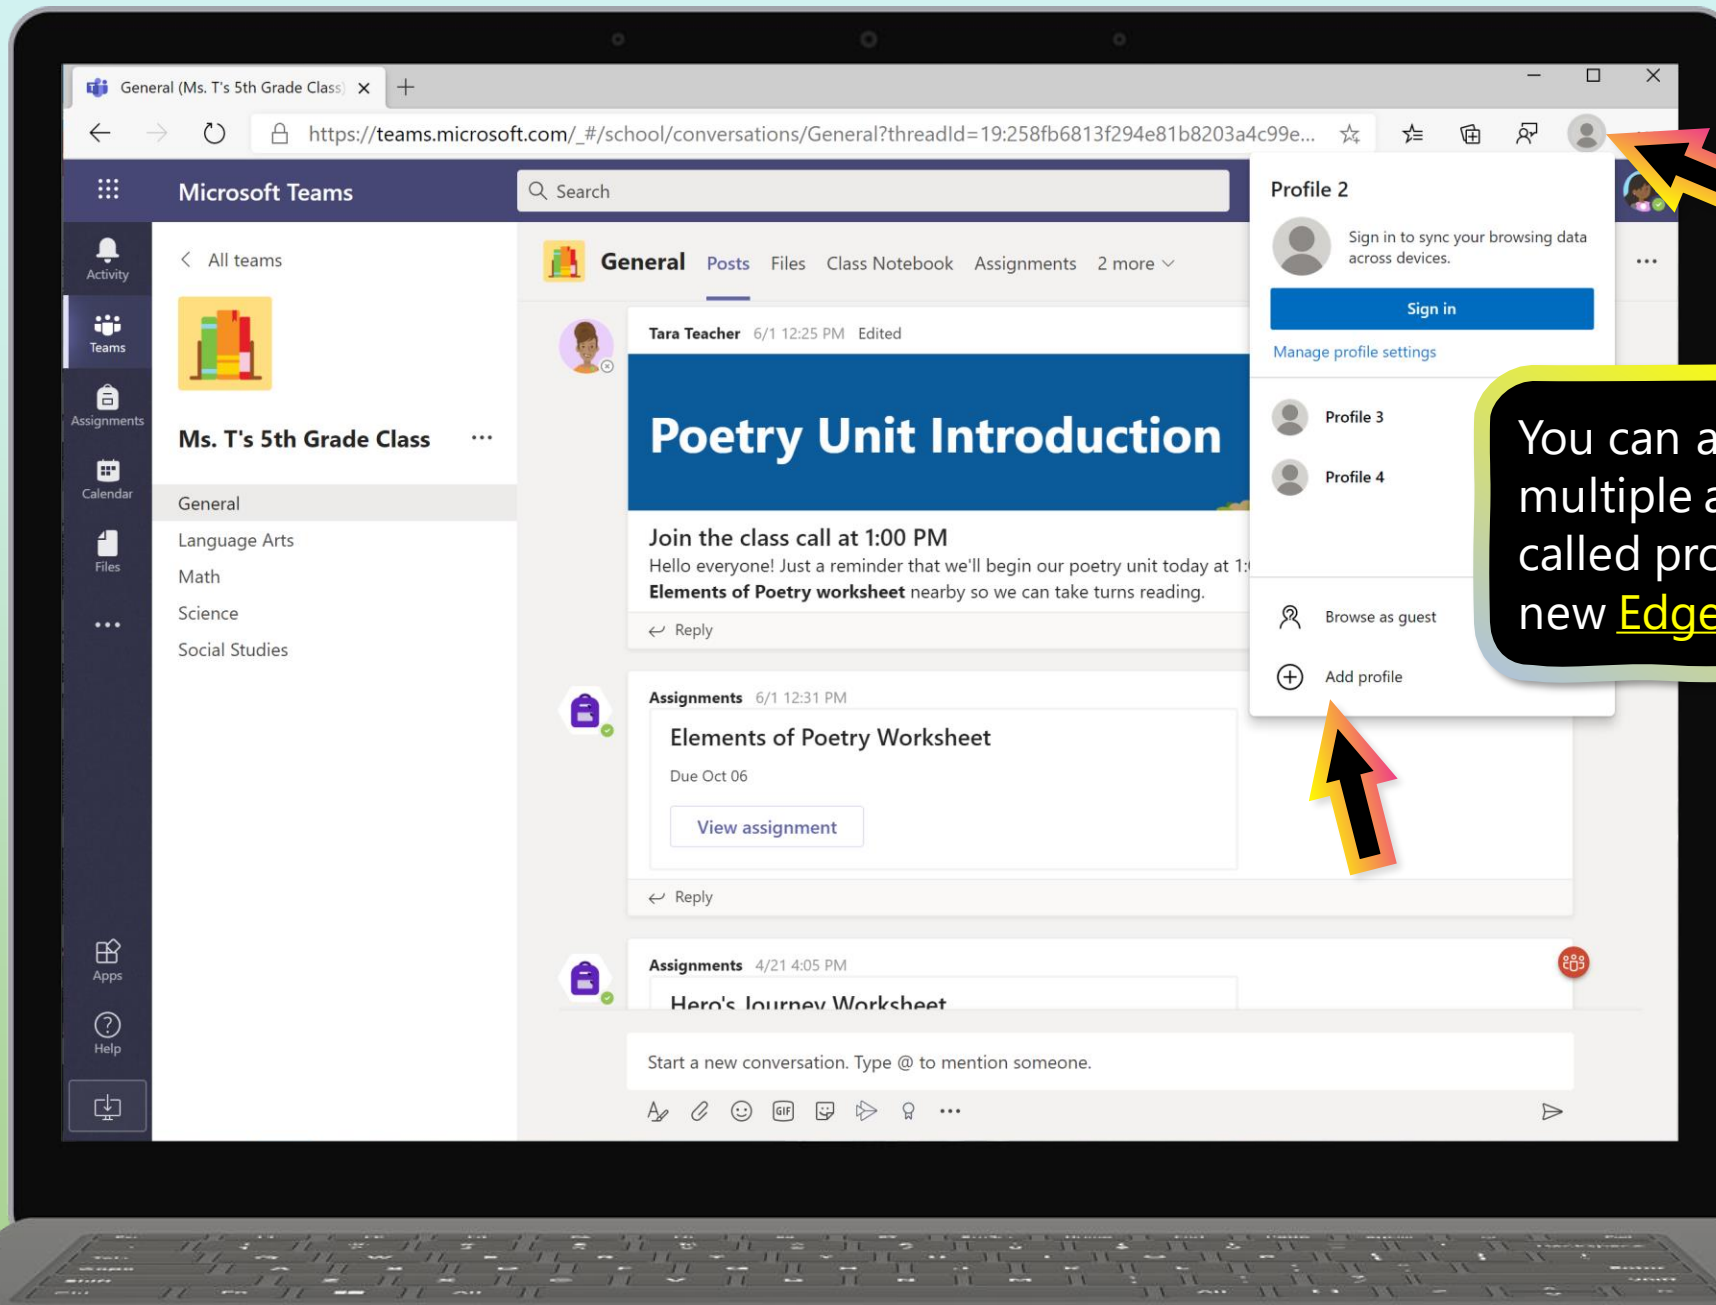 General (Ms. T's 5th Grade Class)
https://teams.microsoft.com/_#/school/conversations/General?threadId=19:258fb6813f294e81b8203a4c99e...
Microsoft Teams
Search
Profile 2
Sign in to sync your browsing data
across devices.
Sign in
Manage profile settings
Profile 3
Profile 4
Browse as guest
Add profile
You can a
multiple a
called pro
new Edge
Activity
Teams
Assignments
Calendar
Files
Apps
Help
All teams
Ms. T's 5th Grade Class
General
Language Arts
Math
Science
Social Studies
General Posts Files Class Notebook Assignments 2 more
Tara Teacher 6/1 12:25 PM Edited
Poetry Unit Introduction
Join the class call at 1:00 PM
Hello everyone! Just a reminder that we'll begin our poetry unit today at 1:
Elements of Poetry worksheet nearby so we can take turns reading.
Reply
Assignments 6/1 12:31 PM
Elements of Poetry Worksheet
Due Oct 06
View assignment
Reply
Assignments 4/21 4:05 PM
Hero's Journey Worksheet
Start a new conversation. Type @ to mention someone.
GIF